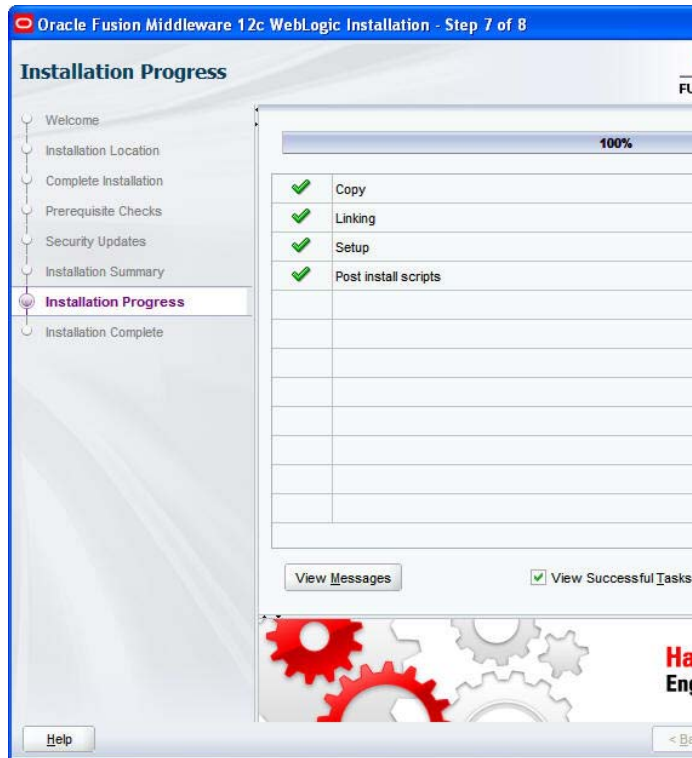 Oracle Fusion Middleware 12c WebLogic Installation - Step 7 of 8
Installation Progress
Welcome
Installation Location
Complete Installation
Prerequisite Checks
Security Updates
Installation Summary
Installation Progress
Installation Complete
100%
Copy
Linking
Setup
Post install scripts
View Messages
View Successful Tasks
Help